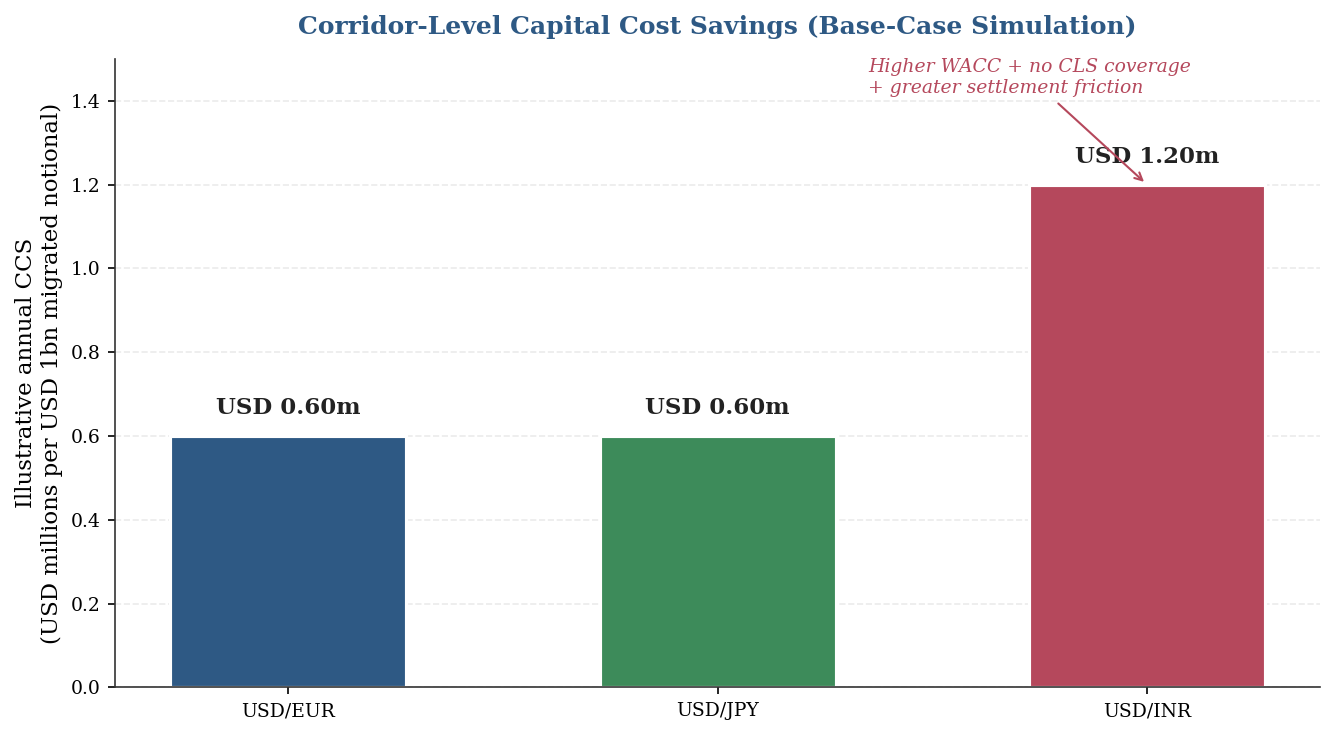 Corridor-Level Capital Cost Savings (Base-Case Simulation)
Higher WACC + no CLS coverage
+ greater settlement friction
Illustrative annual CCS
(USD millions per USD 1bn migrated notional)
1.4
1.2
1.0
0.8
0.6
0.4
0.2
0.0
USD 0.60m
USD 0.60m
USD 1.20m
USD/EUR
USD/JPY
USD/INR